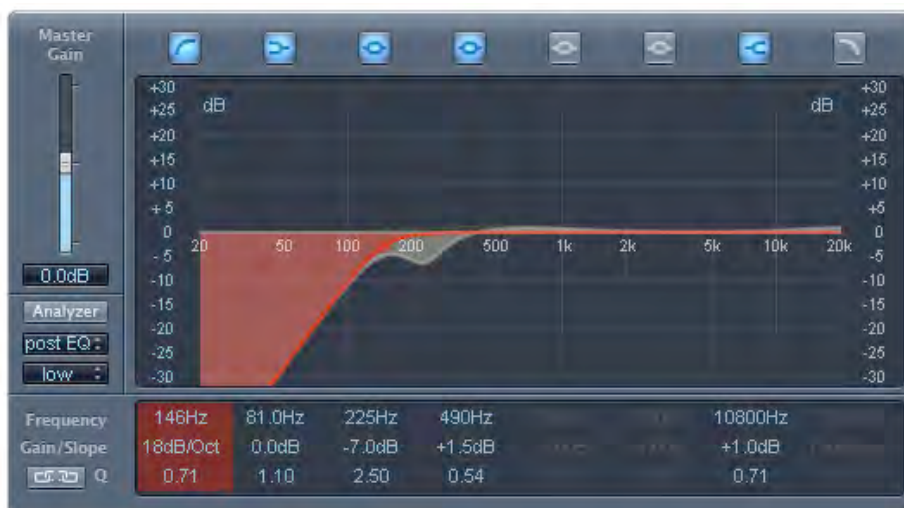 Master
Gain
+30 +30
+25 dB dB +25
+20 +20
+15 +15
+10 +10
+ 5 +5
0 0
20 50 100 200 500 1k 2k 5k 10k 20k
-5 -5
0.0dB
-10 -10
Analyzer
-15 -15
post EQ
-20 -20
-25 -25
low
-30 -30
Frequency 146Hz 81.0Hz 225Hz 490Hz 10800Hz
Gain/Slope 18dB/Oct 0.0dB -7.0dB +1.5dB +1.0dB
Q 0.71 1.10 2.50 0.54 0.71